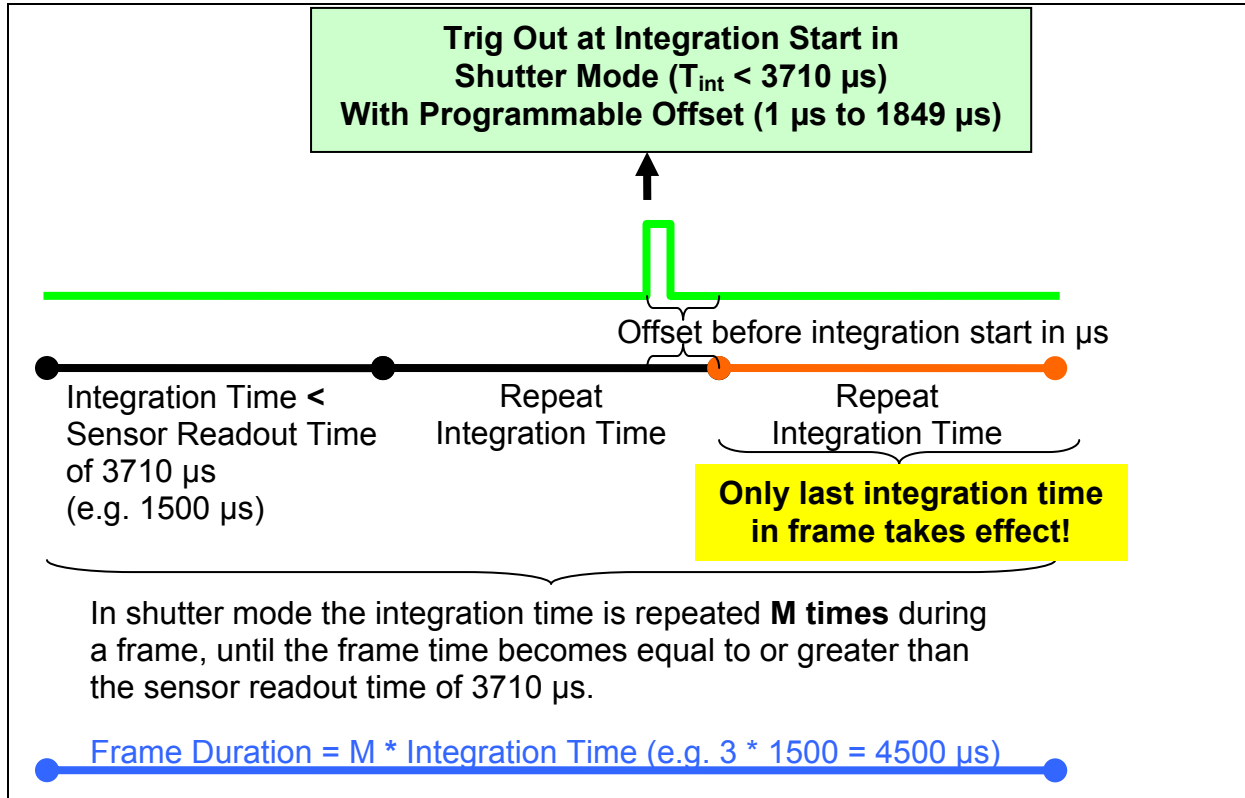 Trig Out at Integration Start in
Shutter Mode (Tint < 3710 µs)
With Programmable Offset (1 µs to 1849 µs)
Offset before integration start in µs
Integration Time <
Sensor Readout Time
of 3710 µs
(e.g. 1500 µs)
Repeat
Integration Time
Repeat
Integration Time
Only last integration time
in frame takes effect!
In shutter mode the integration time is repeated M times during
a frame, until the frame time becomes equal to or greater than
the sensor readout time of 3710 µs.
Frame Duration = M * Integration Time (e.g. 3 * 1500 = 4500 µs)